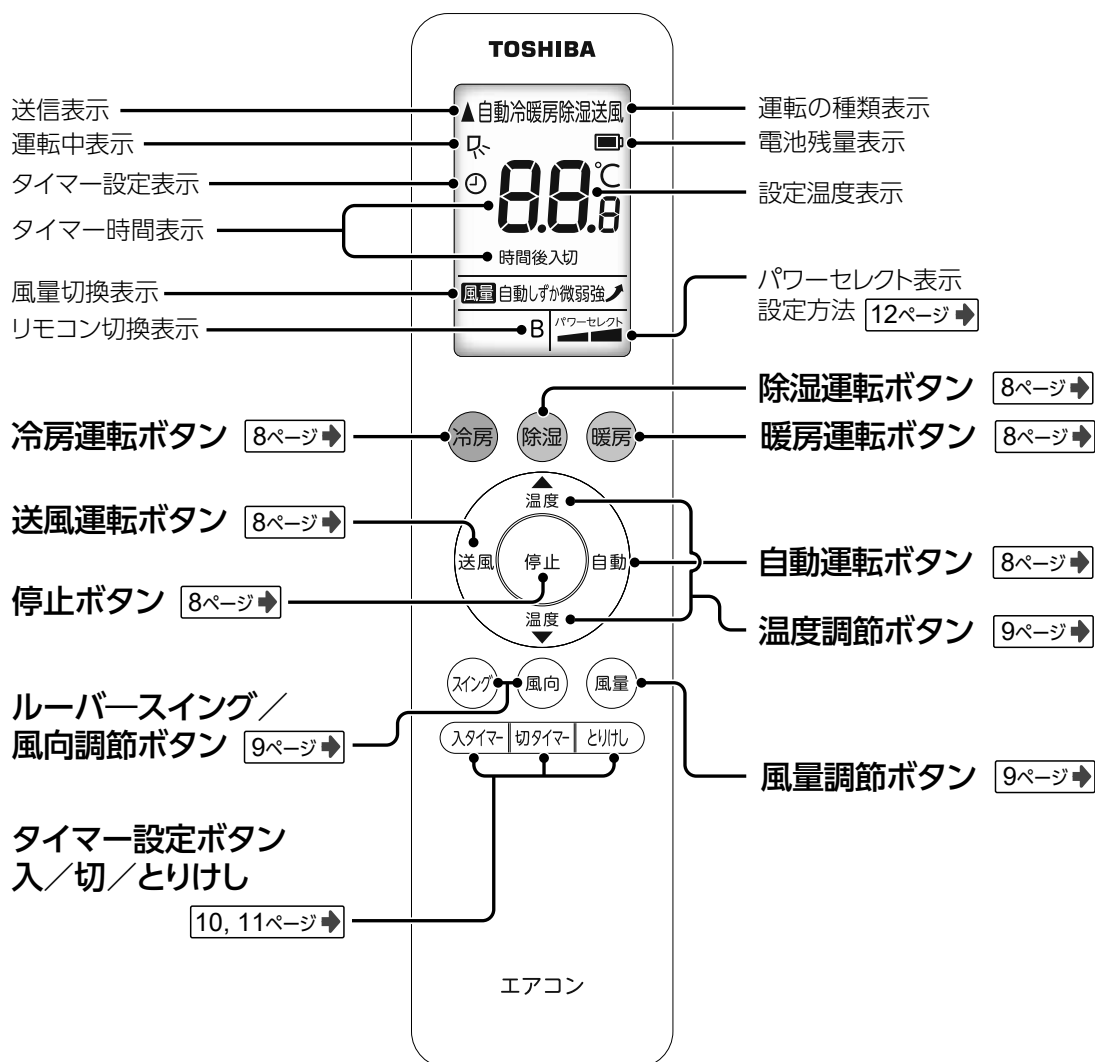 TOSHIBA
送信表示
運転中表示
タイマー設定表示
タイマー時間表示
風量切換表示
リモコン切換表示
▲自動冷暖房除湿送風
88.8℃
時間後入切
風量 自動しずか微弱強
B パワーセレクト
運転の種類表示
電池残量表示
設定温度表示
パワーセレクト表示
設定方法 12ページ
冷房運転ボタン 8ページ
送風運転ボタン 8ページ
停止ボタン 8ページ
ルーバースイング/
風向調節ボタン 9ページ
タイマー設定ボタン
入/切/とりけし
10, 11ページ
冷房 除湿 暖房
▲
温度
送風 停止 自動
温度
▼
スイング 風向 風量
入タイマー 切タイマー とりけし
エアコン
除湿運転ボタン 8ページ
暖房運転ボタン 8ページ
自動運転ボタン 8ページ
温度調節ボタン 9ページ
風量調節ボタン 9ページ